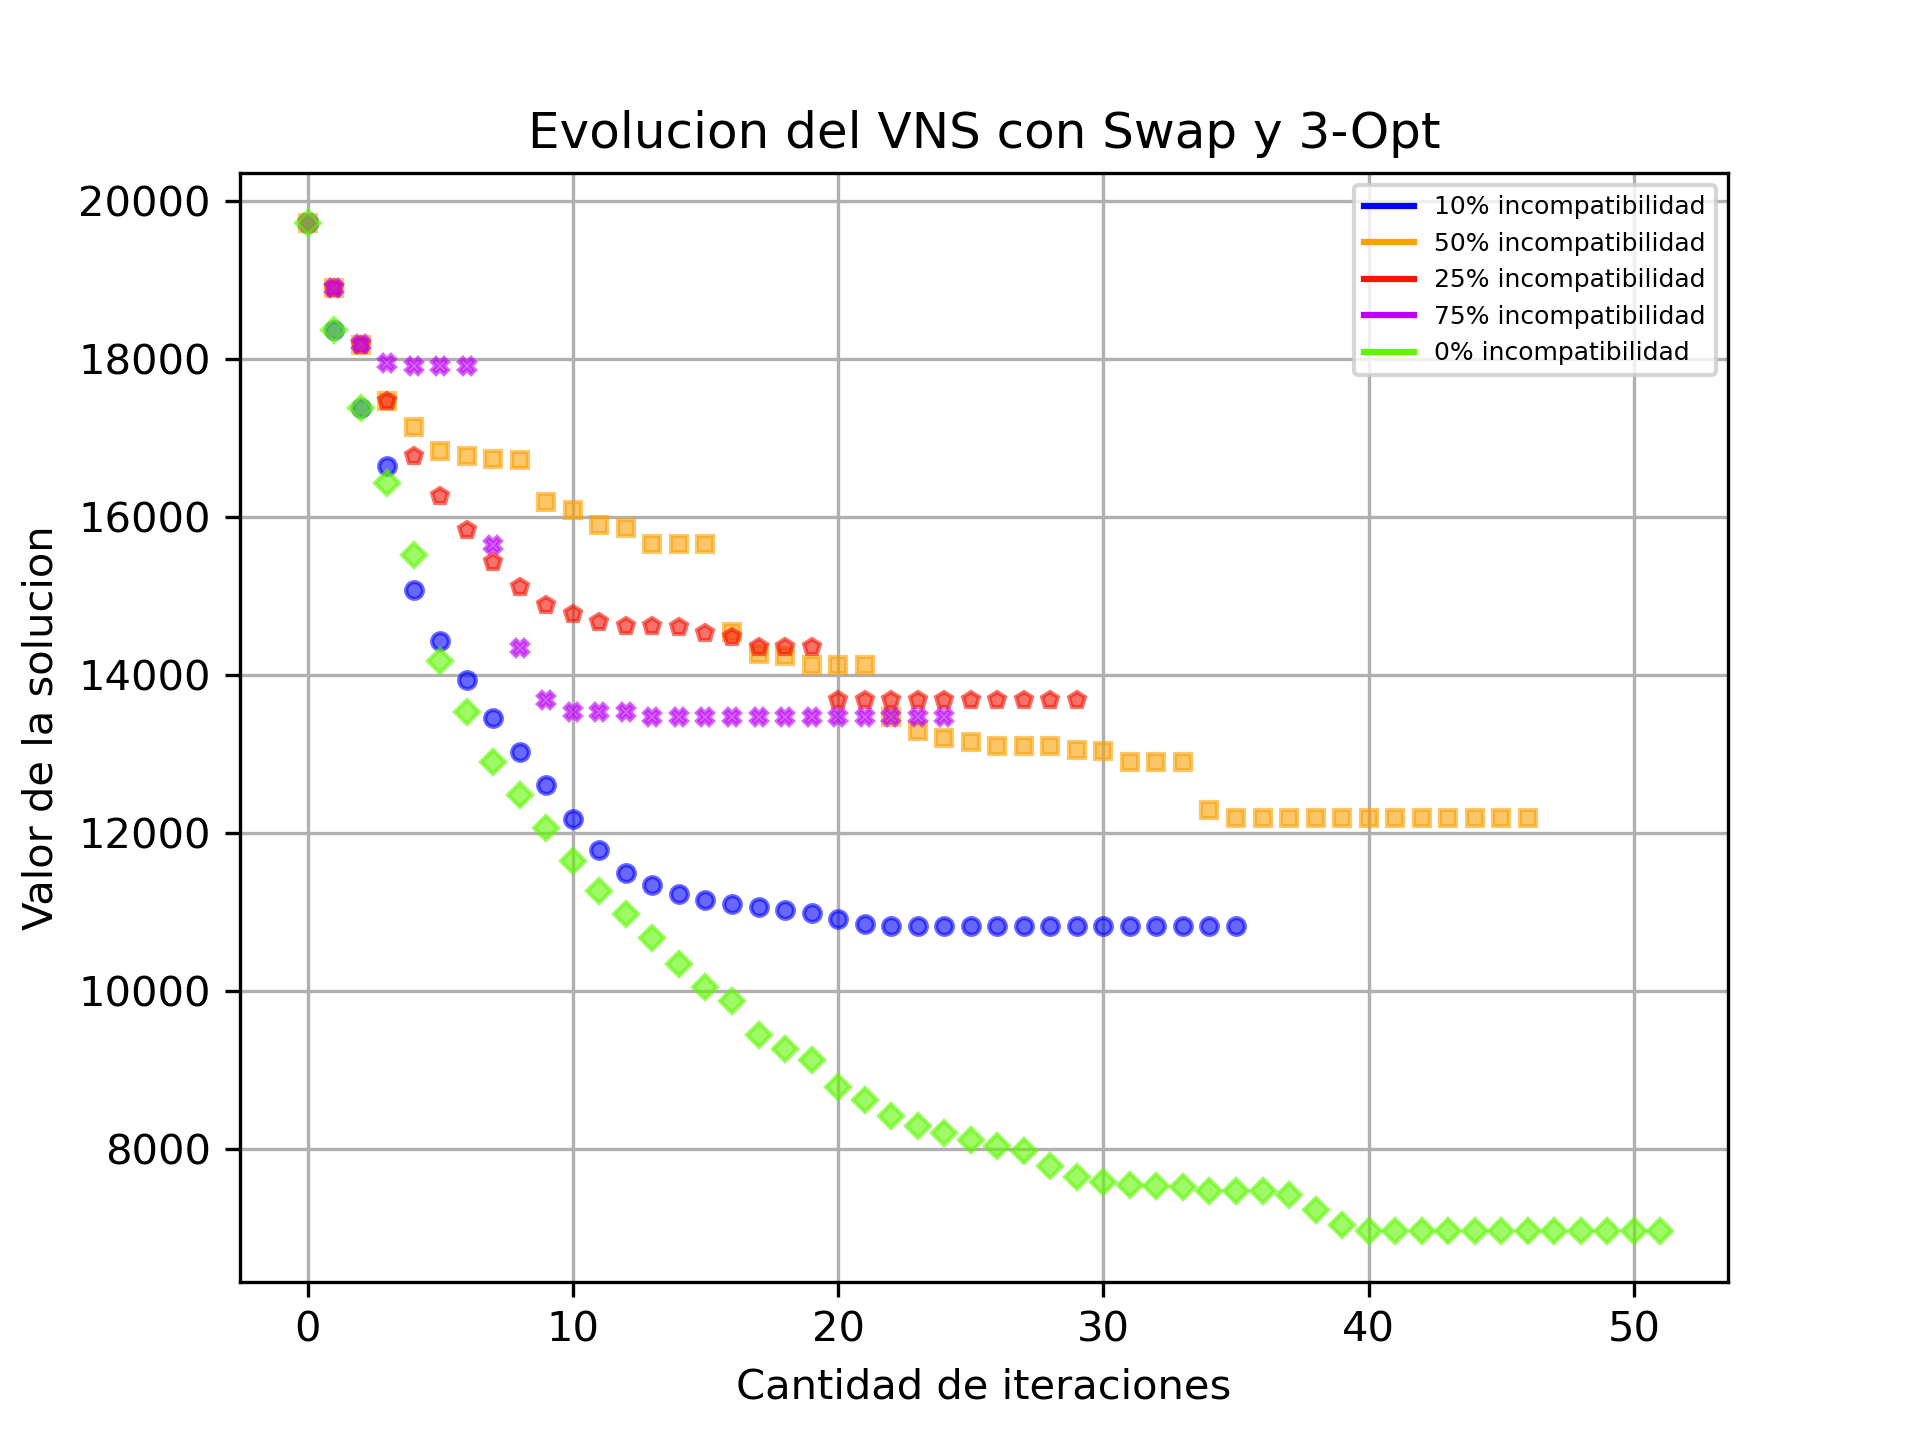 Evolucion del VNS con Swap y 3-Opt
20000
18000
16000
14000
12000
10000
8000
Valor de la solucion
10% incompatibilidad
50% incompatibilidad
25% incompatibilidad
75% incompatibilidad
0% incompatibilidad
0 10 20 30 40 50
Cantidad de iteraciones